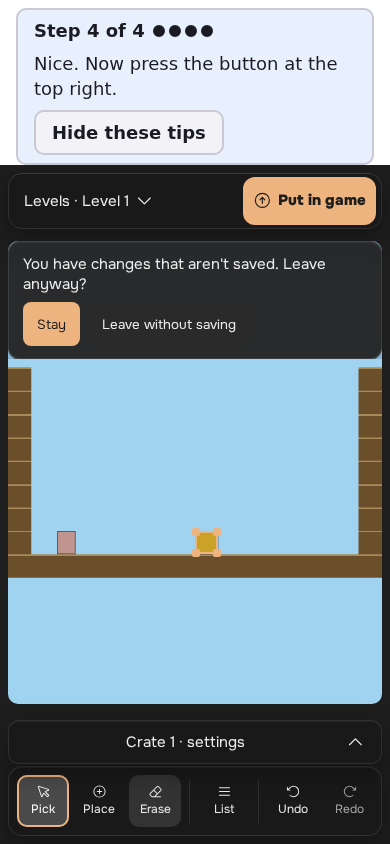 Step 4 of 4
Nice. Now press the button at the
top right.
Hide these tips
Levels · Level 1
Put in game
You have changes that aren't saved. Leave
anyway?
Stay
Leave without saving
Crate 1 · settings
Pick
Place
Erase
List
Undo
Redo